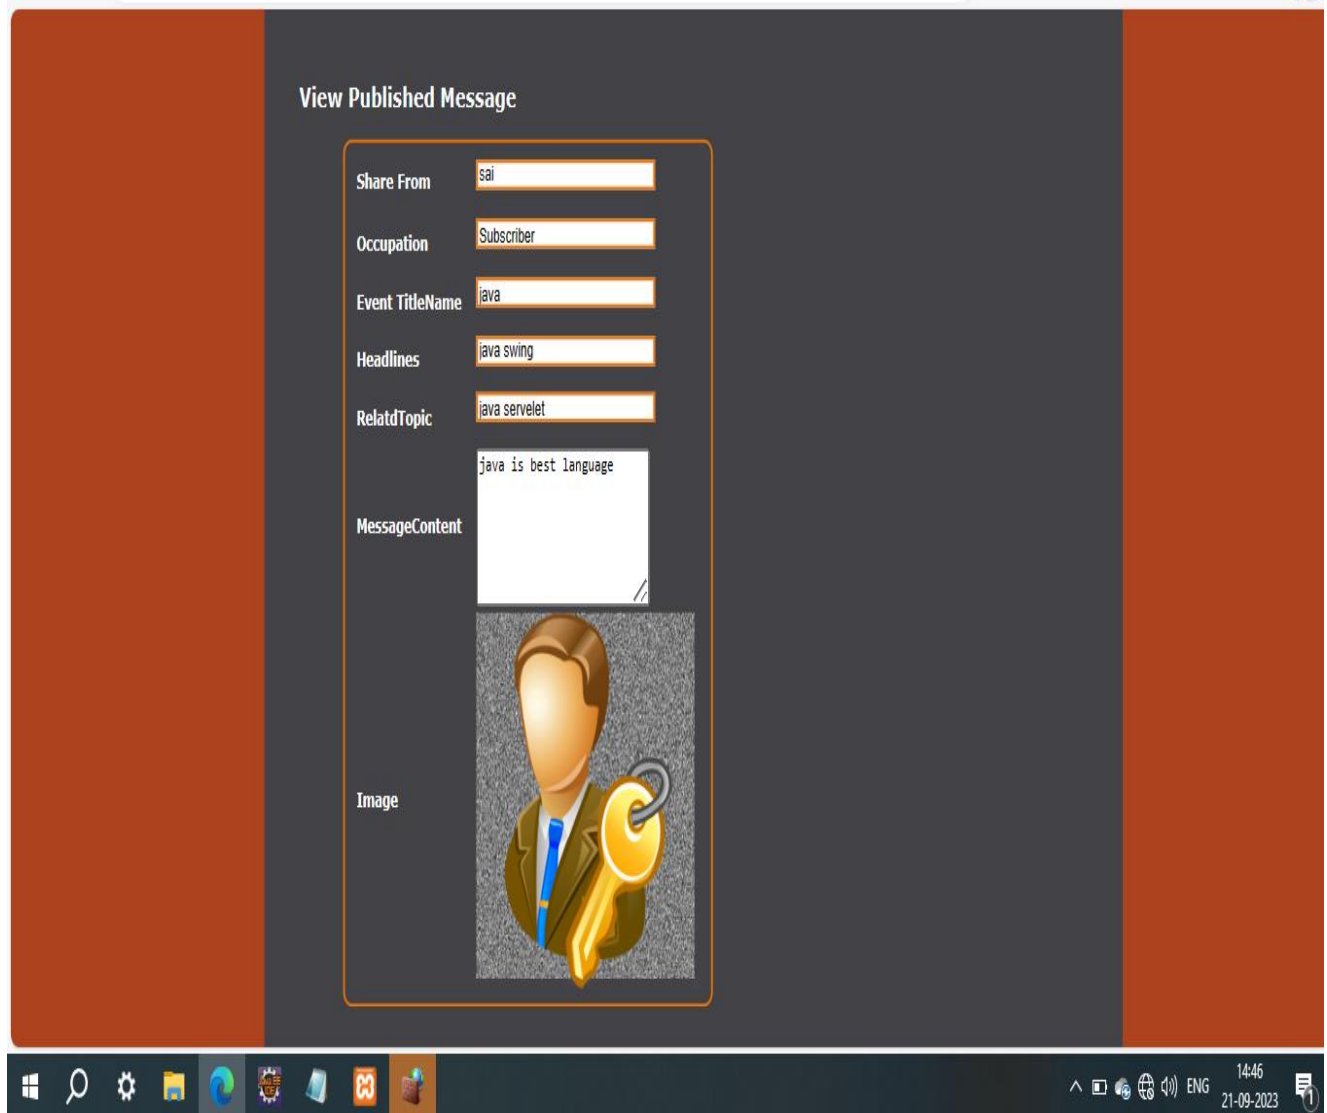 View Published Message
Share From sai
Occupation Subscriber
Event TitleName java
Headlines java swing
RelatdTopic java servelet
MessageContent java is best language
Image
ENG 14:46
21-09-2023
1